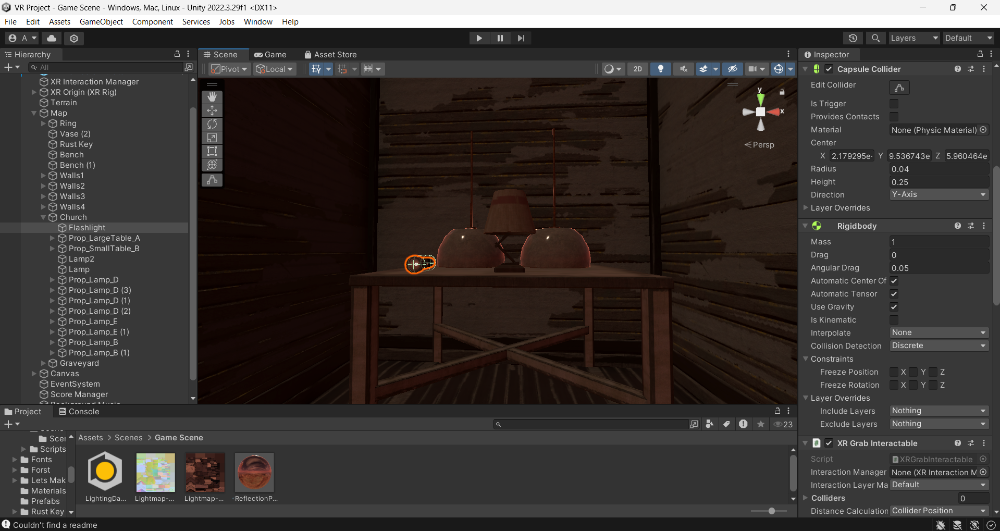 VR Project - Game Scene - Windows, Mac, Linux - Unity 2022.3.29f1 <DX11>
File Edit Assets GameObject Component Services Jobs Window Help
A
Layers
Default
Hierarchy
All
XR Interaction Manager
XR Origin (XR Rig)
Terrain
Map
Ring
Vase (2)
Rust Key
Bench
Bench (1)
Walls1
Walls2
Walls3
Walls4
Church
Flashlight
Prop_LargeTable_A
Prop_SmallTable_B
Lamp2
Lamp
Prop_Lamp_D
Prop_Lamp_D (3)
Prop_Lamp_D (1)
Prop_Lamp_D (2)
Prop_Lamp_E
Prop_Lamp_E (1)
Prop_Lamp_B
Prop_Lamp_B (1)
Graveyard
Canvas
EventSystem
Score Manager
Scene Game Asset Store
Pivot Local 2D
y
x
Persp
Inspector
Capsule Collider
Edit Collider
Is Trigger
Provides Contacts
Material None (Physic Material)
Center
X 2.179295e- Y 9.536743e Z 5.960464e
Radius 0.04
Height 0.25
Direction Y-Axis
Layer Overrides
Rigidbody
Mass 1
Drag 0
Angular Drag 0.05
Automatic Center Of
Automatic Tensor
Use Gravity
Is Kinematic
Interpolate None
Collision Detection Discrete
Constraints
Freeze Position X Y Z
Freeze Rotation X Y Z
Layer Overrides
Include Layers Nothing
Exclude Layers Nothing
# XR Grab Interactable
Script XRGrabInteractable
Interaction Manager None (XR Interaction M
Interaction Layer Ma Default
Colliders 0
Distance Calculation Collider Position
Project Console
23
Scer
Scripts
Fonts
Forst
Lets Mak
Materials
Prefabs
Rust Key
Assets > Scenes > Game Scene
LightingDa... Lightmap-... Lightmap-... ReflectionP...
Couldn't find a readme